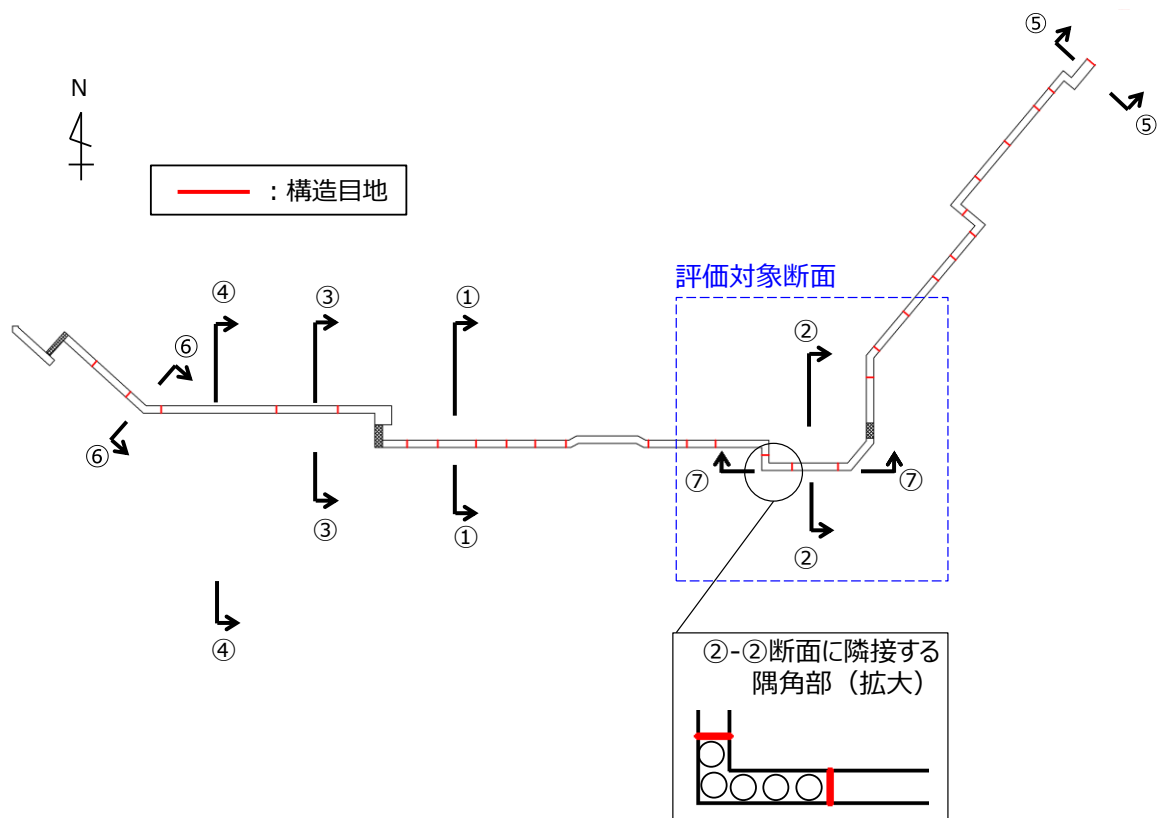 ⑤
N
⑤
：構造目地
評価対象断面
④
③
①
②
⑥
⑥
⑦
⑦
③
①
②
④
②-②断面に隣接する
隅角部（拡大）